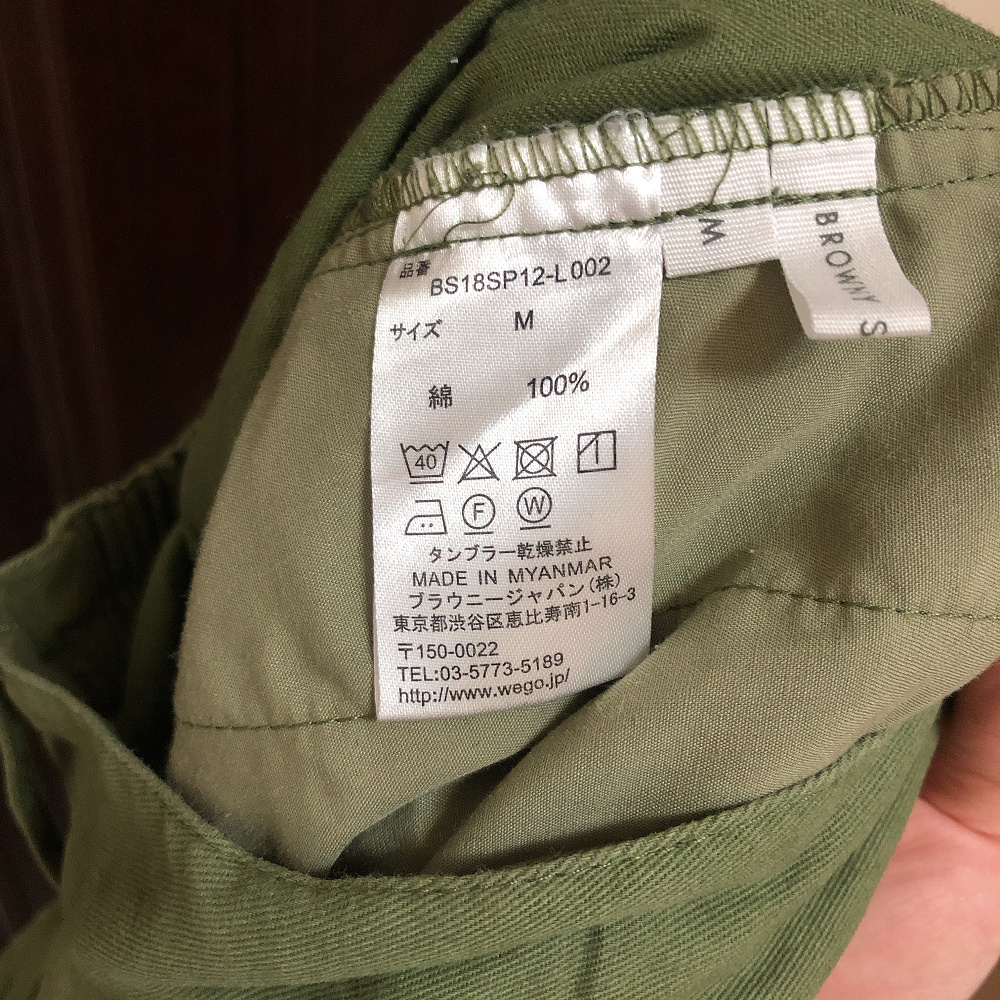 品番 BS18SP12-L002
サイズ M
綿 100%
40
F W
タンブラー乾燥禁止
MADE IN MYANMAR
ブラウニージャパン(株)
東京都渋谷区恵比寿南1-16-3
〒150-0022
TEL:03-5773-5189
http://www.wego.jp/
M
BROWNY S